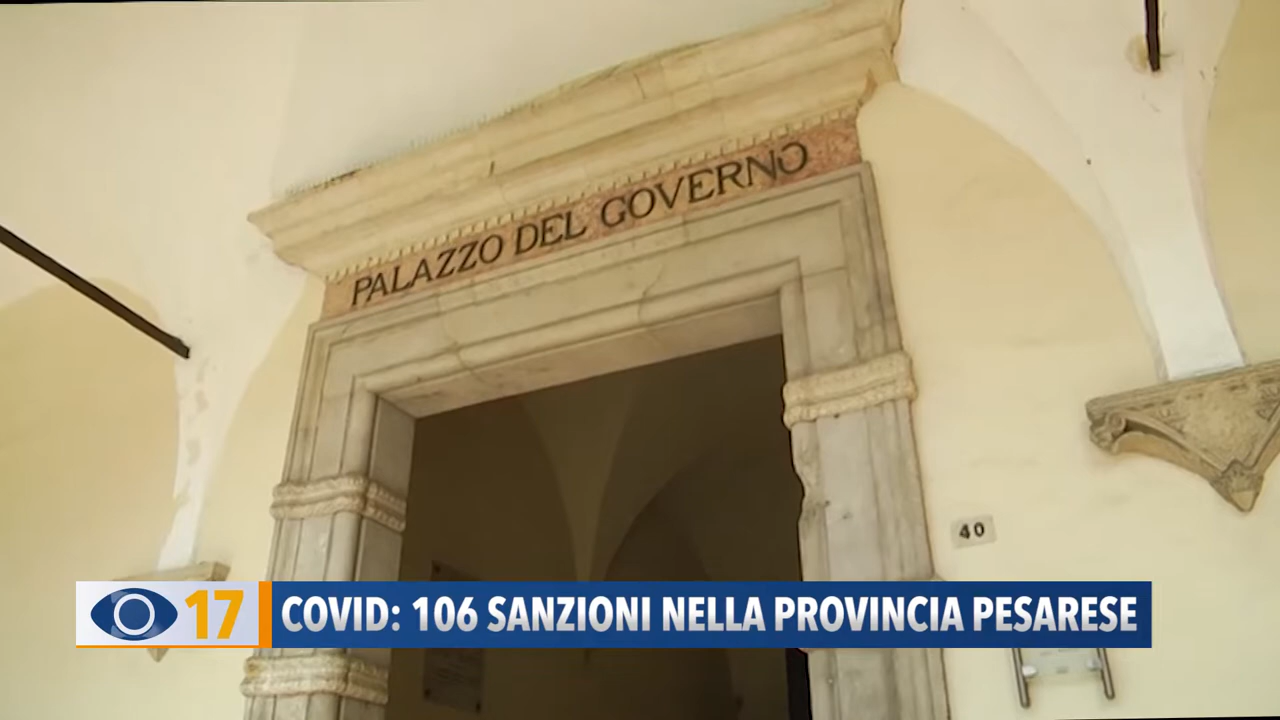 PALAZZO DEL GOVERNO
40
17 COVID: 106 SANZIONI NELLA PROVINCIA PESARESE